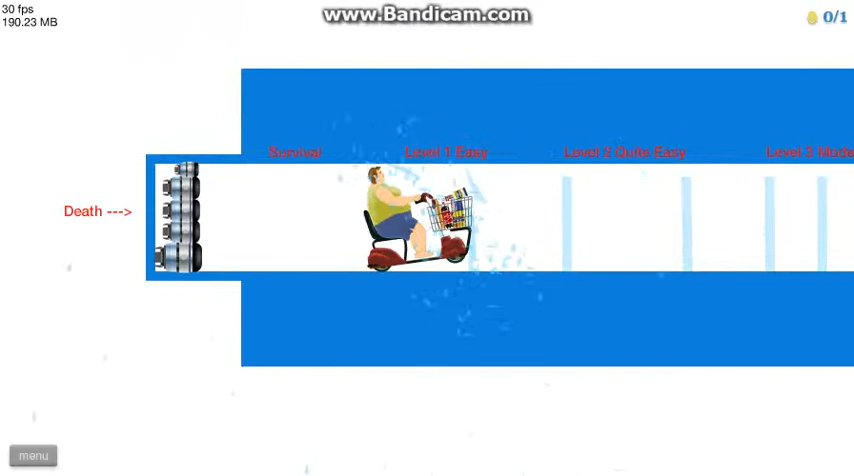 30 fps
190.23 MB
www.Bandicam.com
0/1
Survival
Level 1 Easy
Level 2 Quite Easy
Level 3 Mode
Death --->
menu